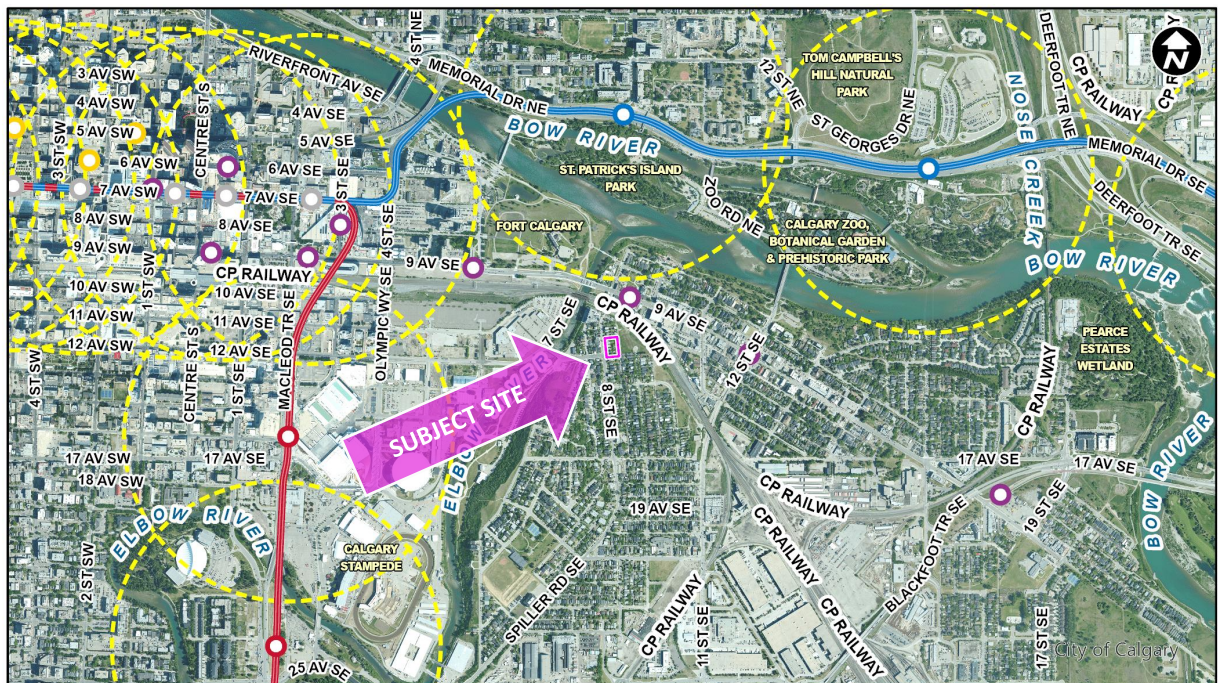 3 AV SW
4 AV SW
5 AV SW
6 AV SW
7 AV SW
8 AV SW
9 AV SW
10 AV SW
11 AV SW
12 AV SW
3 ST SW
CENTRE ST S
1 ST SW
RIVERFRONT AV SE
4 AV SE
5 AV SE
6 AV SE
7 AV SE
8 AV SE
3 ST SE
4 ST SE
9 AV SE
CP RAILWAY
10 AV SE
11 AV SE
12 AV SE
4 ST NE
MEMORIAL DR NE
BOW RIVER
12 ST NE
TOM CAMPBELL'S
HILL NATURAL
PARK
ST GEORGES DR NE
NOSE CREEK
DEERFOOT TR NE
CP RAILWAY
CP RAILWAY
N
MEMORIAL DR SE
DEERFOOT TR SE
ST. PATRICK'S ISLAND
PARK
ZOO RD NE
FORT CALGARY
CALGARY ZOO,
BOTANICAL GARDEN
& PREHISTORIC PARK
BOW RIVER
4 ST SW
CENTRE ST S
1 ST SE
MACLEOD TR SE
OLYMPIC WY SE
7 ST SE
CP RAILWAY
9 AV SE
12 ST SE
PEARCE
ESTATES
WETLAND
SUBJECT SITE
8 ST SE
ELBOW RIVER
CP RAILWAY
17 AV SW
18 AV SW
17 AV SE
17 AV SE
17 AV SE
BOW RIVER
ELBOW RIVER
2 ST SW
CALGARY
STAMPEDE
19 AV SE
CP RAILWAY
CP RAILWAY
CP RAILWAY
CP RAILWAY
BLACKFOOT TR SE
19 ST SE
SPILLER RD SE
11 ST SE
17 ST SE
25 AV SE
City of Calgary